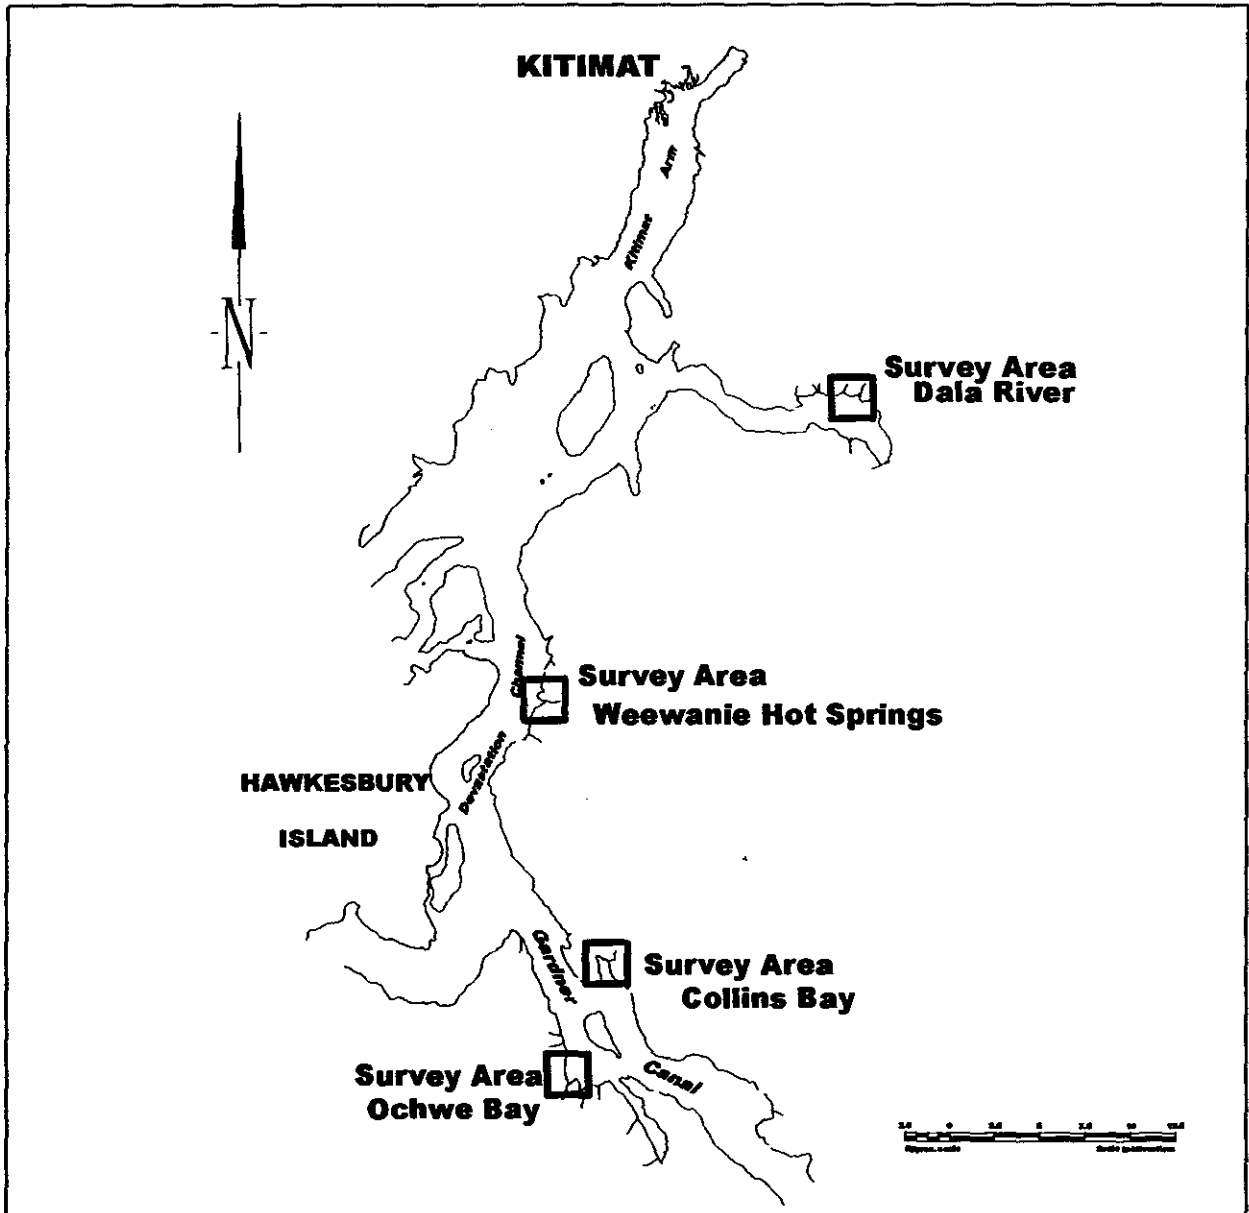 KITIMAT
Kitimat Arm
N
Survey Area
Dala River
Survey Area
Weewanie Hot Springs
Devastation Channel
HAWKESBURY
ISLAND
Gardner Canal
Survey Area
Collins Bay
Survey Area
Ochwe Bay